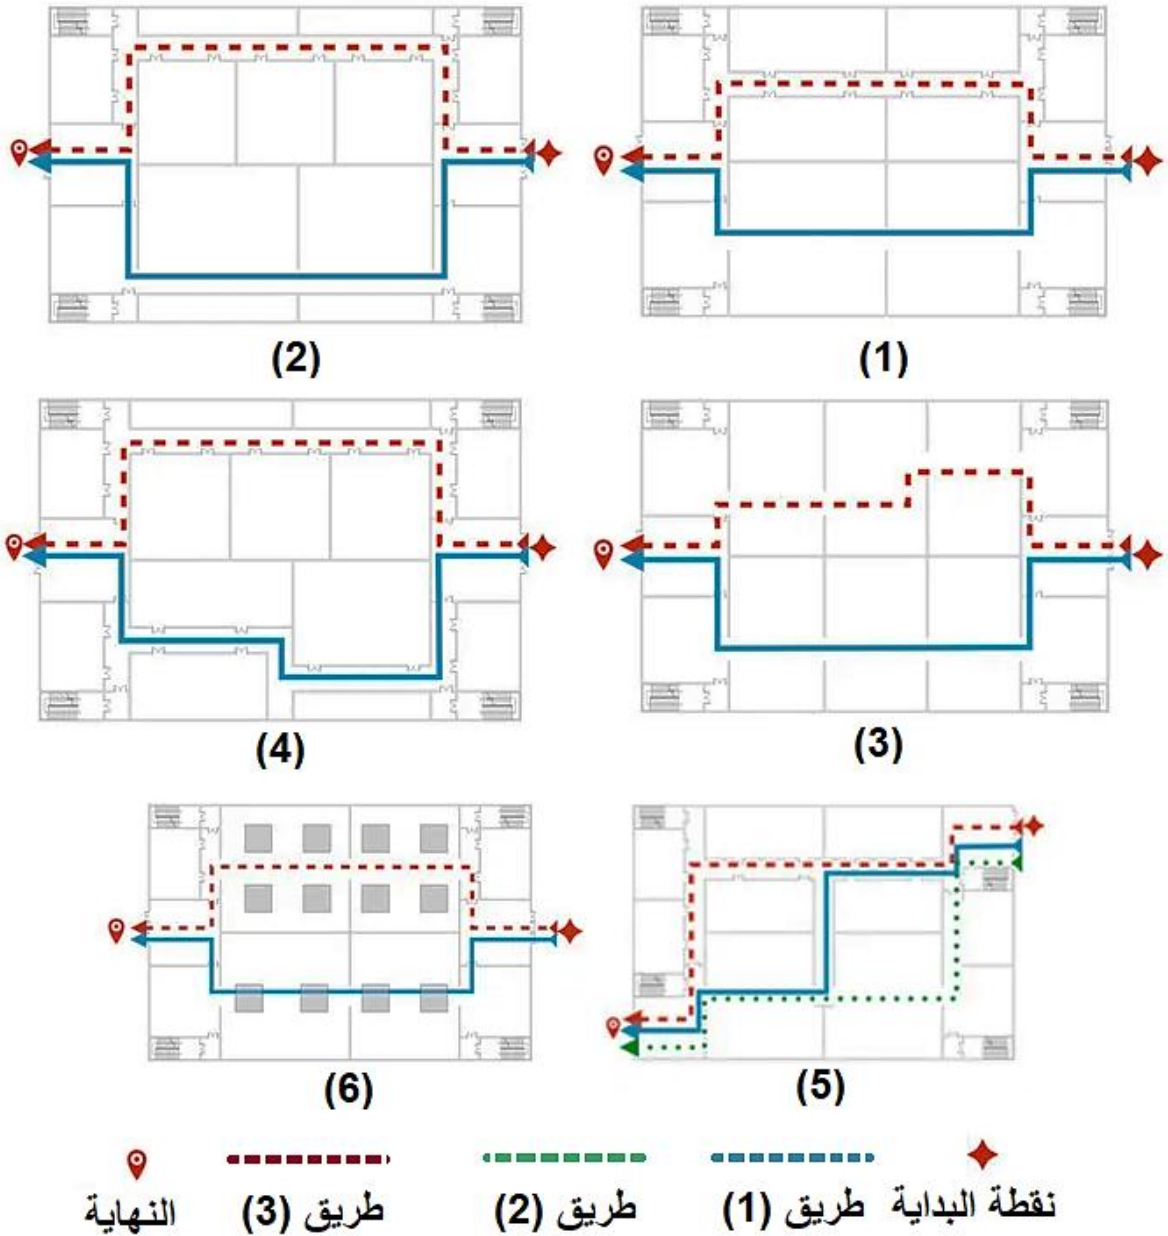 (1)
(2)
(3)
(4)
(5)
(6)
نقطة البداية
طريق (1)
طريق (2)
طريق (3)
النهاية